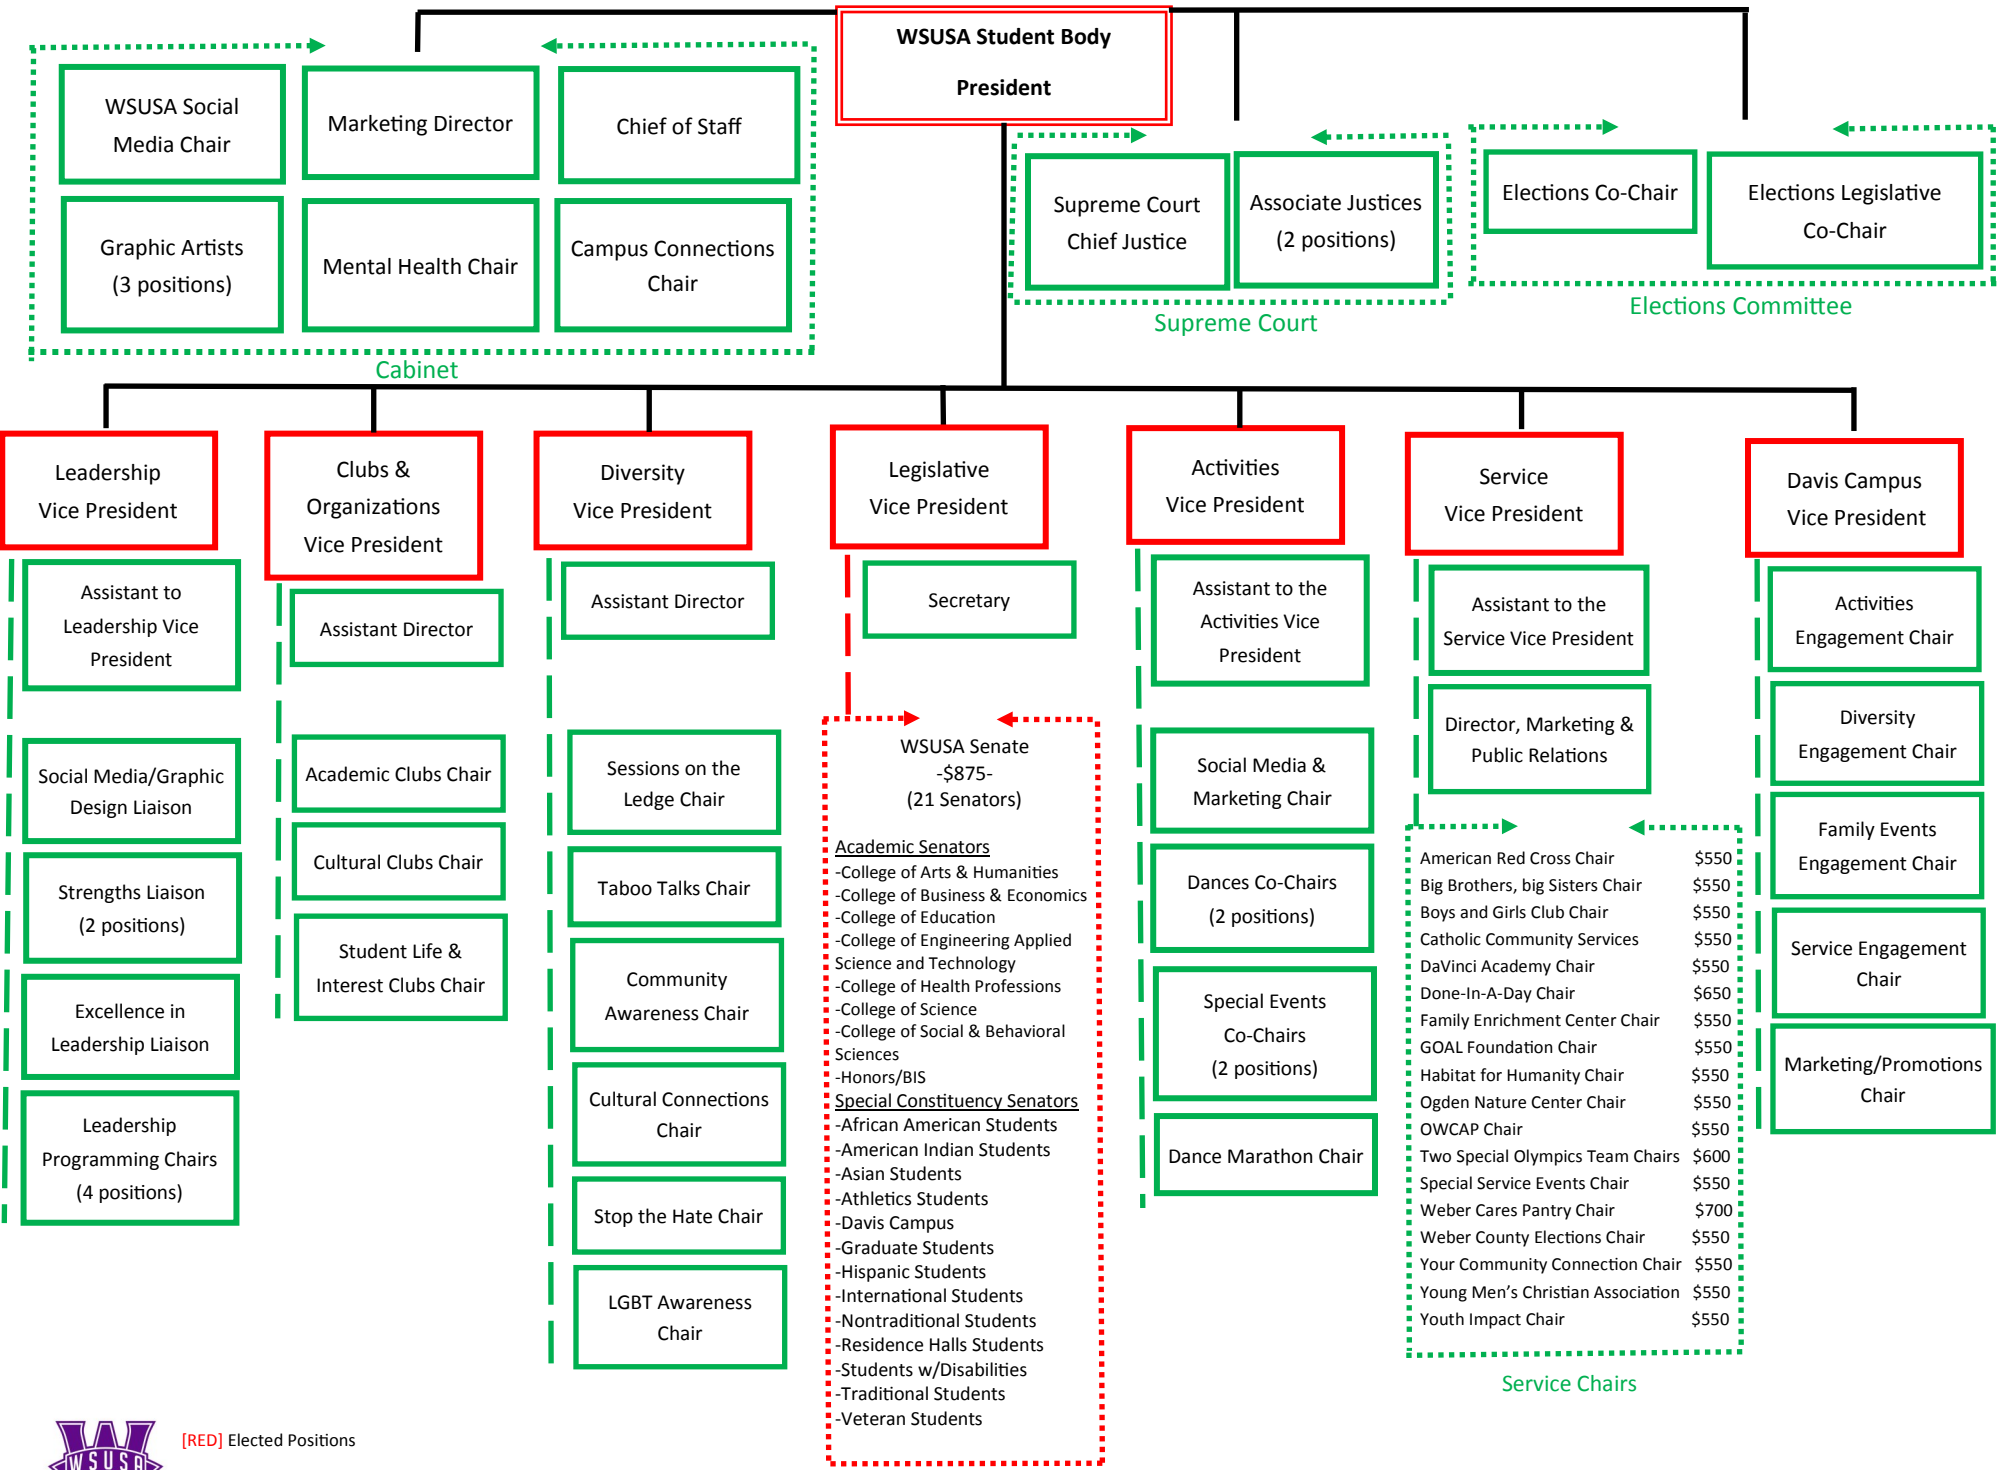 WSUSA Student Body
President
WSUSA Social
Media Chair
Marketing Director
Chief of Staff
Graphic Artists
(3 positions)
Mental Health Chair
Campus Connections
Chair
Cabinet
Supreme Court
Chief Justice
Associate Justices
(2 positions)
Supreme Court
Elections Co-Chair
Elections Legislative
Co-Chair
Elections Committee
Leadership
Vice President
Assistant to
Leadership Vice
President
Social Media/Graphic
Design Liaison
Strengths Liaison
(2 positions)
Excellence in
Leadership Liaison
Leadership
Programming Chairs
(4 positions)
Clubs &
Organizations
Vice President
Assistant Director
Academic Clubs Chair
Cultural Clubs Chair
Student Life &
Interest Clubs Chair
Diversity
Vice President
Assistant Director
Sessions on the
Ledge Chair
Taboo Talks Chair
Community
Awareness Chair
Cultural Connections
Chair
Stop the Hate Chair
LGBT Awareness
Chair
Legislative
Vice President
Secretary
WSUSA Senate
-$875-
(21 Senators)
Academic Senators
-College of Arts & Humanities
-College of Business & Economics
-College of Education
-College of Engineering Applied
Science and Technology
-College of Health Professions
-College of Science
-College of Social & Behavioral
Sciences
-Honors/BIS
Special Constituency Senators
-African American Students
-American Indian Students
-Asian Students
-Athletics Students
-Davis Campus
-Graduate Students
-Hispanic Students
-International Students
-Nontraditional Students
-Residence Halls Students
-Students w/Disabilities
-Traditional Students
-Veteran Students
Activities
Vice President
Assistant to the
Activities Vice
President
Social Media &
Marketing Chair
Dances Co-Chairs
(2 positions)
Special Events
Co-Chairs
(2 positions)
Dance Marathon Chair
Service
Vice President
Assistant to the
Service Vice President
Director, Marketing &
Public Relations
American Red Cross Chair $550
Big Brothers, big Sisters Chair $550
Boys and Girls Club Chair $550
Catholic Community Services $550
DaVinci Academy Chair $550
Done-In-A-Day Chair $650
Family Enrichment Center Chair $550
GOAL Foundation Chair $550
Habitat for Humanity Chair $550
Ogden Nature Center Chair $550
OWCAP Chair $550
Two Special Olympics Team Chairs $600
Special Service Events Chair $550
Weber Cares Pantry Chair $700
Weber County Elections Chair $550
Your Community Connection Chair $550
Young Men's Christian Association $550
Youth Impact Chair $550
Service Chairs
Davis Campus
Vice President
Activities
Engagement Chair
Diversity
Engagement Chair
Family Events
Engagement Chair
Service Engagement
Chair
Marketing/Promotions
Chair
W
WSUSA
[RED] Elected Positions